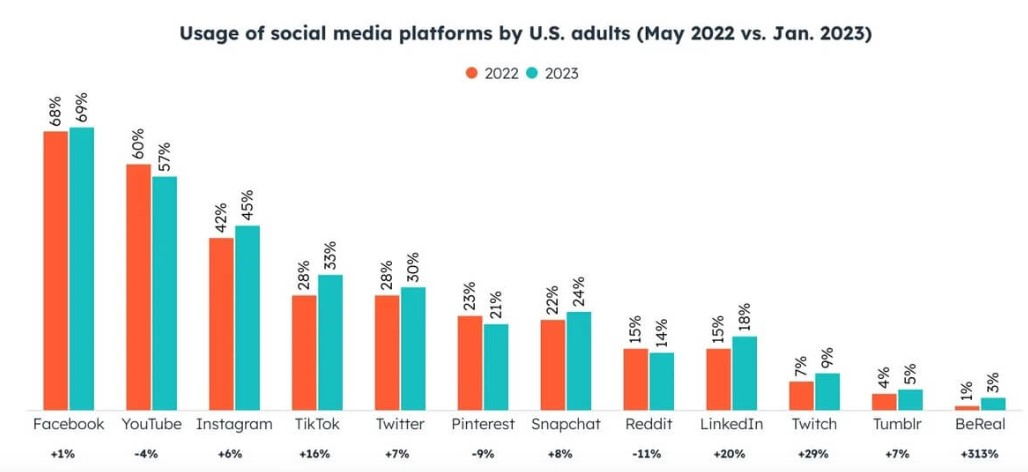 Usage of social media platforms by U.S. adults (May 2022 vs. Jan. 2023)
2022 2023
68% 69% 60% 57% 42% 45% 28% 33% 28% 30% 23% 21% 22% 24% 15% 14% 15% 18% 7% 9% 4% 5% 1% 3%
Facebook YouTube Instagram TikTok Twitter Pinterest Snapchat Reddit LinkedIn Twitch Tumblr BeReal
+1% -4% +6% +16% +7% -9% +8% -11% +20% +29% +7% +313%